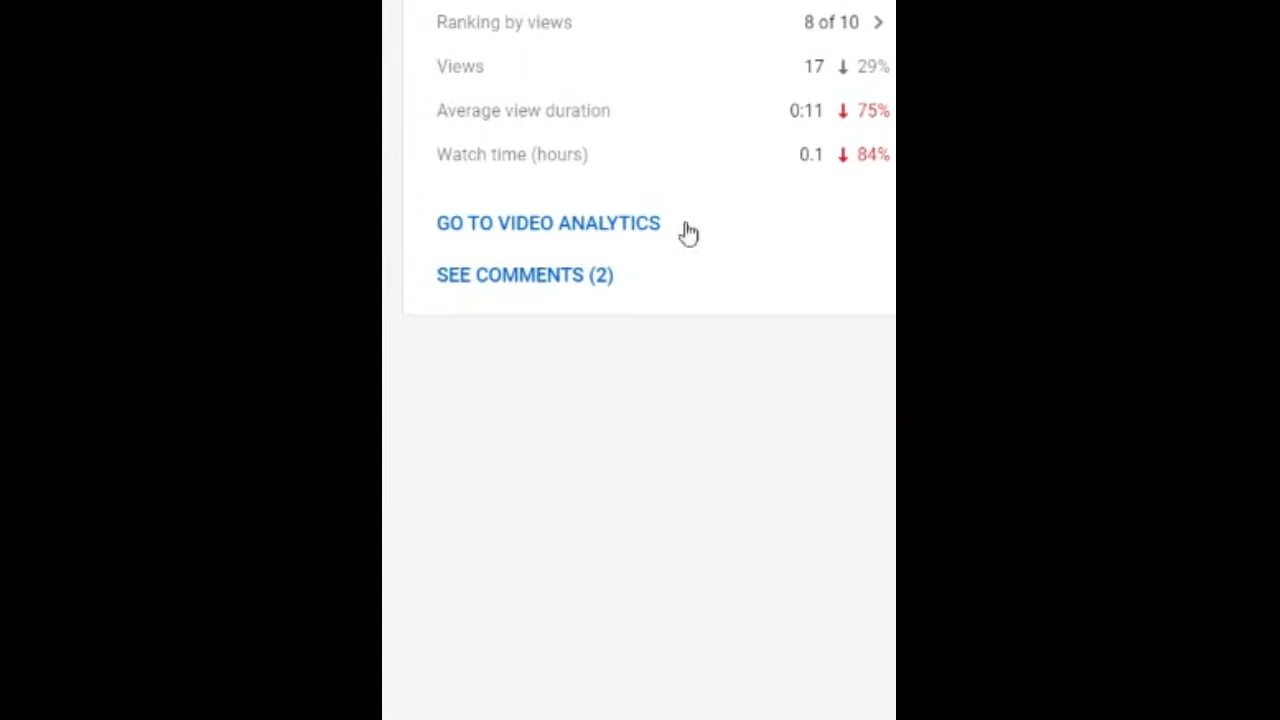 Ranking by views 8 of 10
Views 17 ↓ 29%
Average view duration 0:11 ↓ 75%
Watch time (hours) 0.1 ↓ 84%
GO TO VIDEO ANALYTICS
SEE COMMENTS (2)